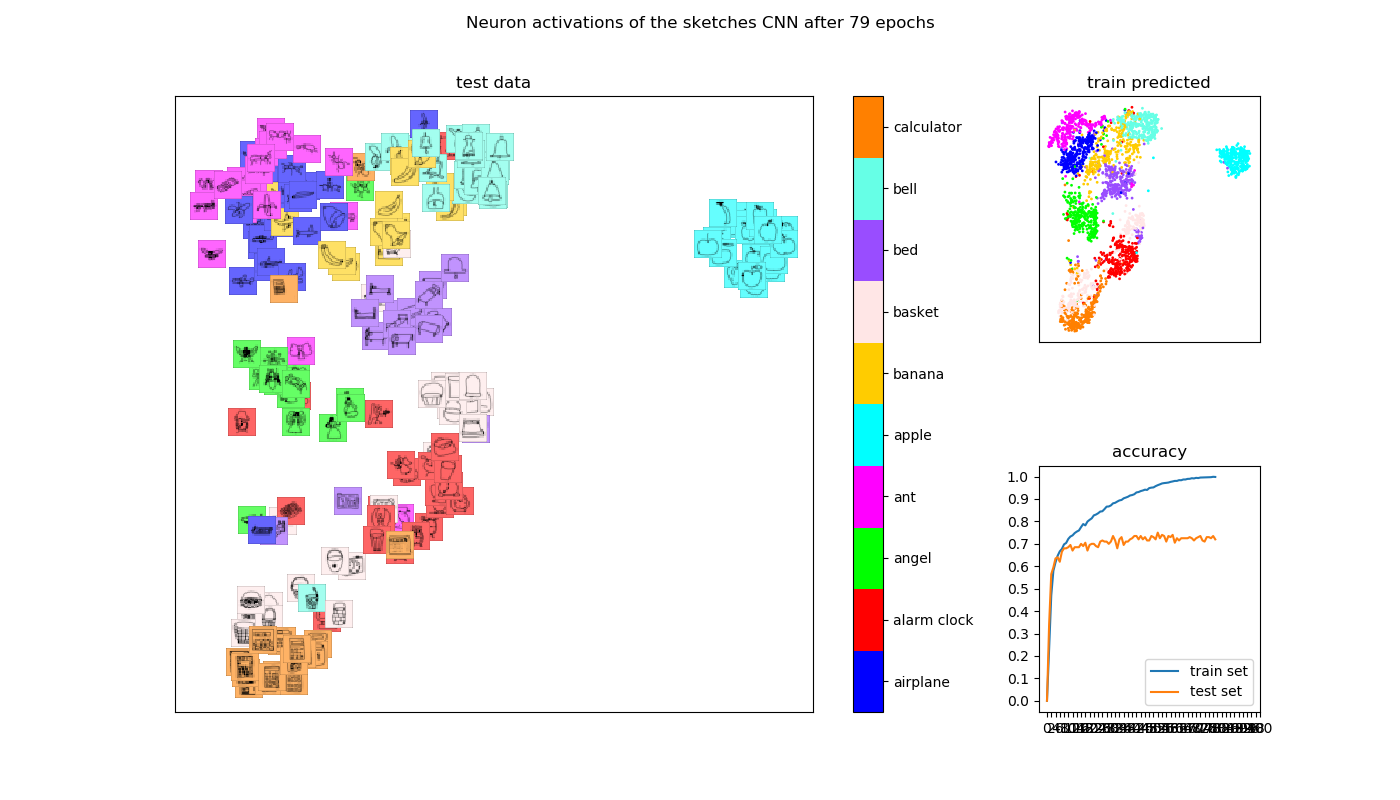 Neuron activations of the sketches CNN after 79 epochs
test data
calculator
bell
bed
basket
banana
apple
ant
angel
alarm clock
airplane
train predicted
accuracy
1.0
0.9
0.8
0.7
0.6
0.5
0.4
0.3
0.2
0.1
0.0
train set
test set